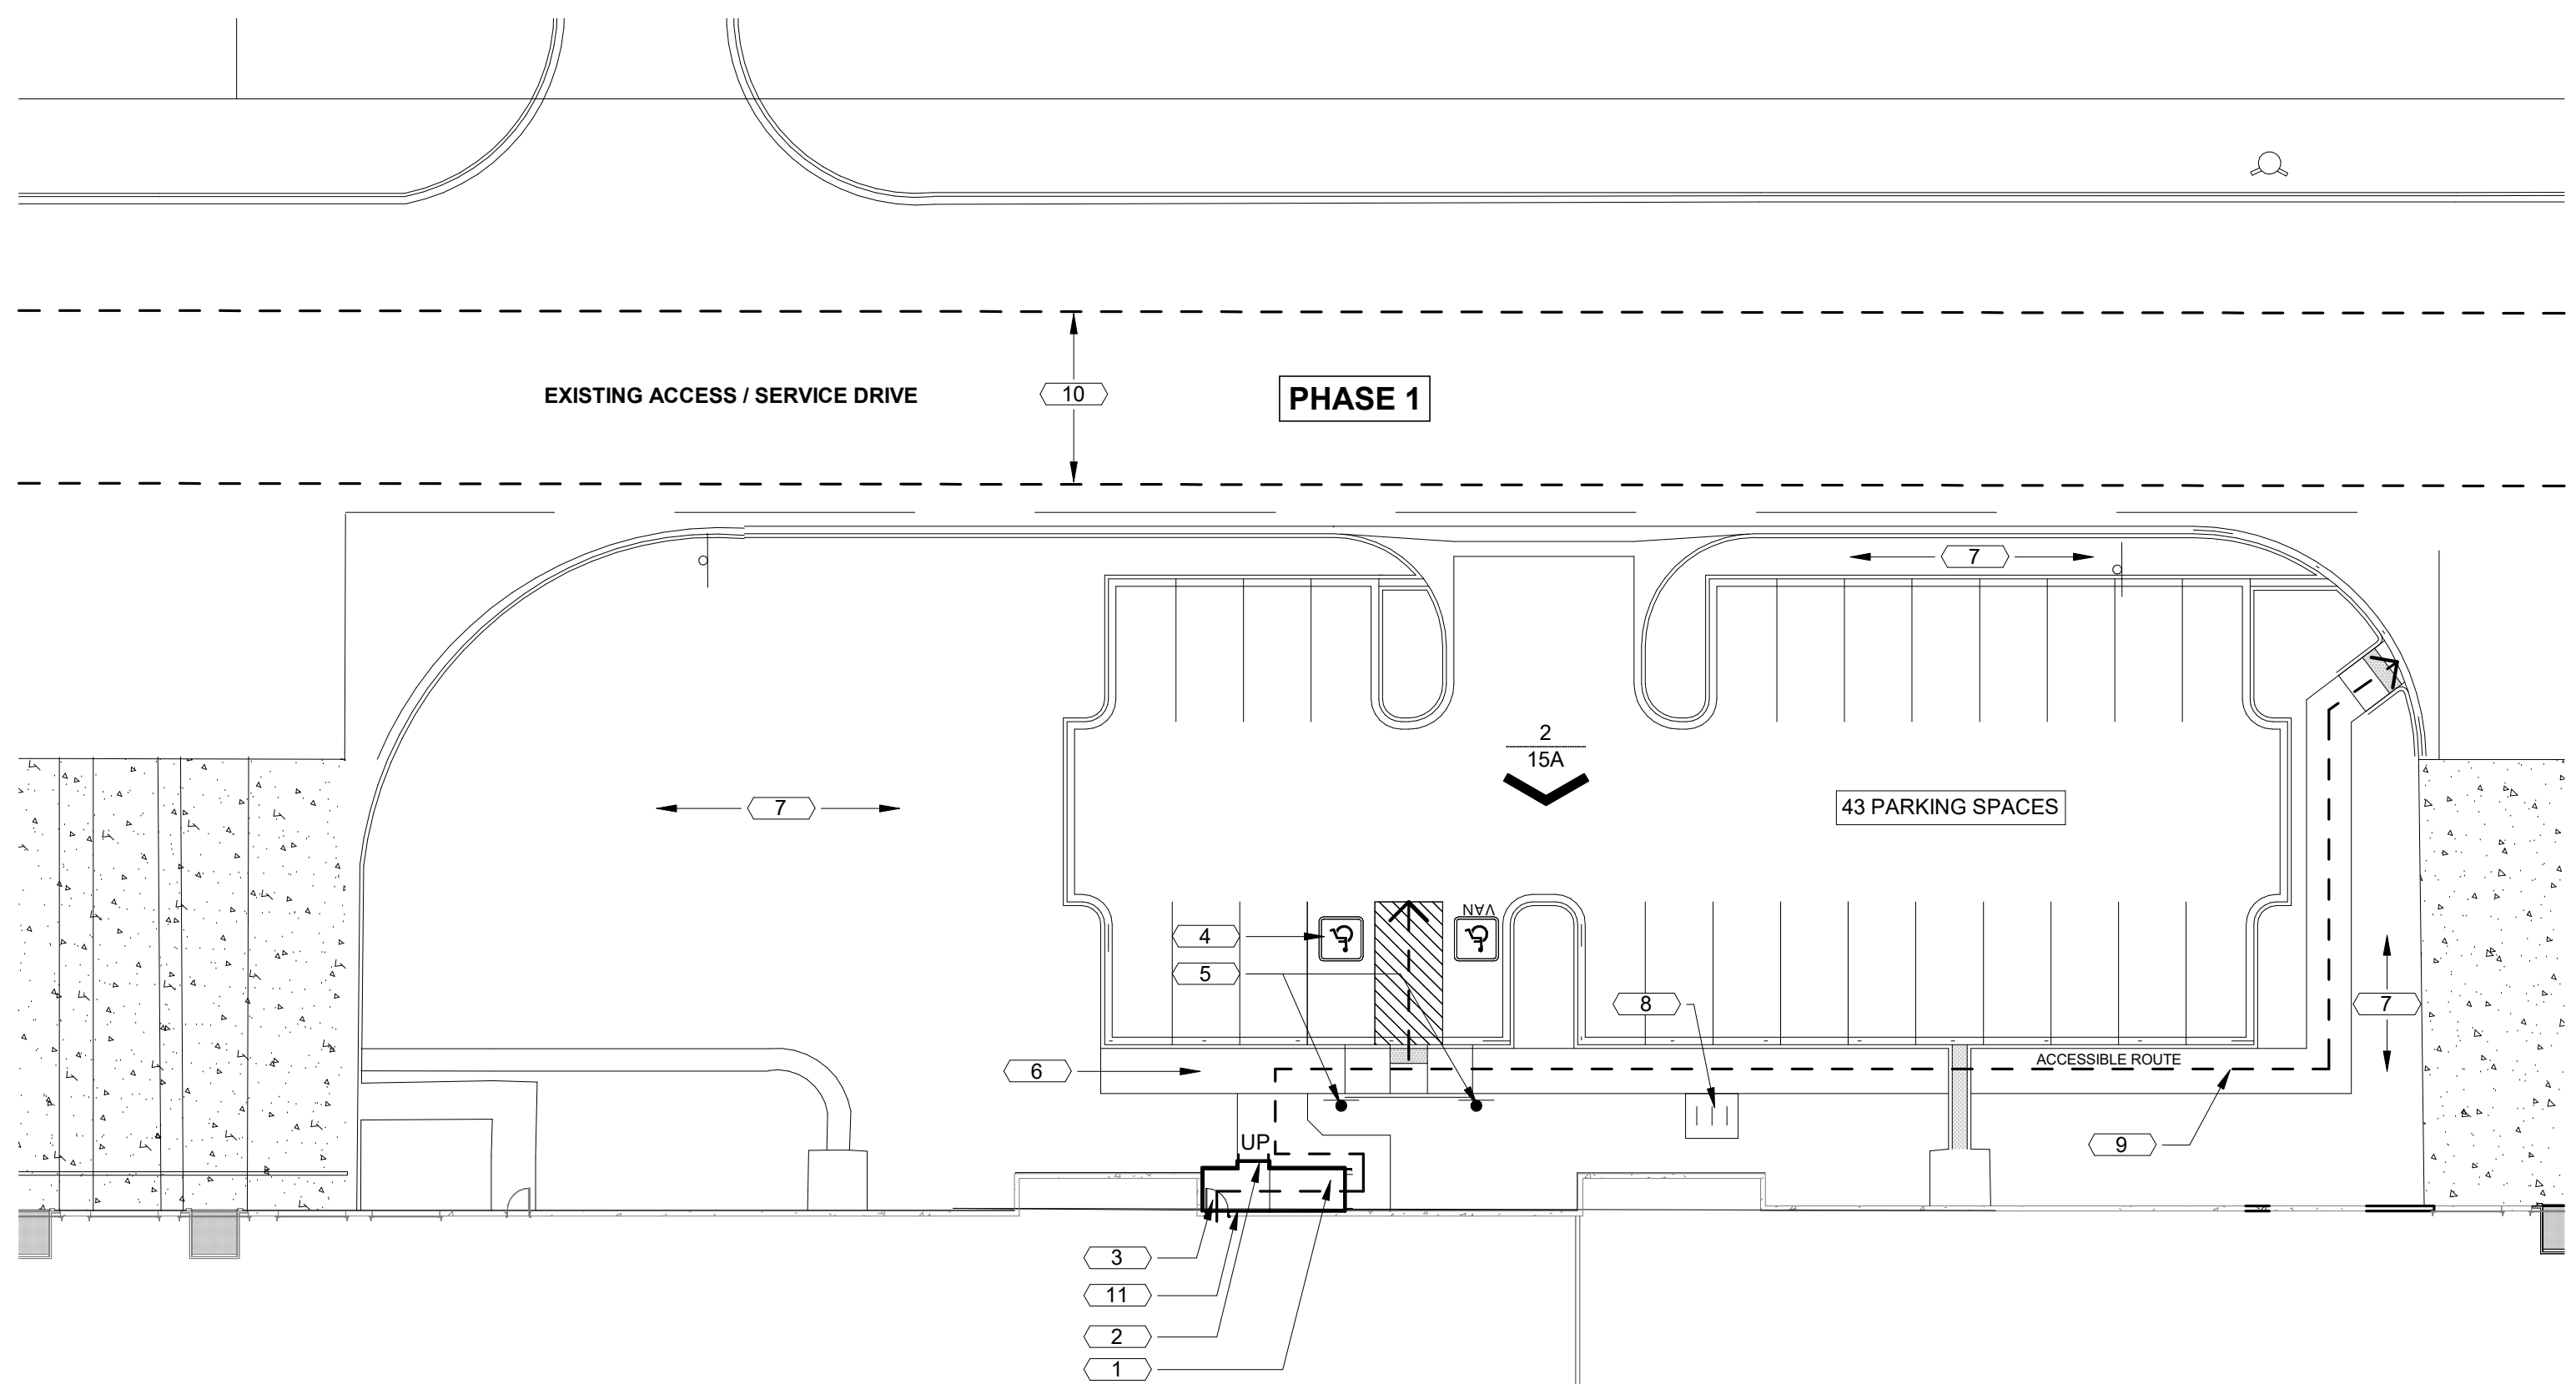 EXISTING ACCESS / SERVICE DRIVE
10
PHASE 1
7
2
15A
7
43 PARKING SPACES
VAN
4
5
8
7
6
ACCESSIBLE ROUTE
9
UP
3
11
2
1